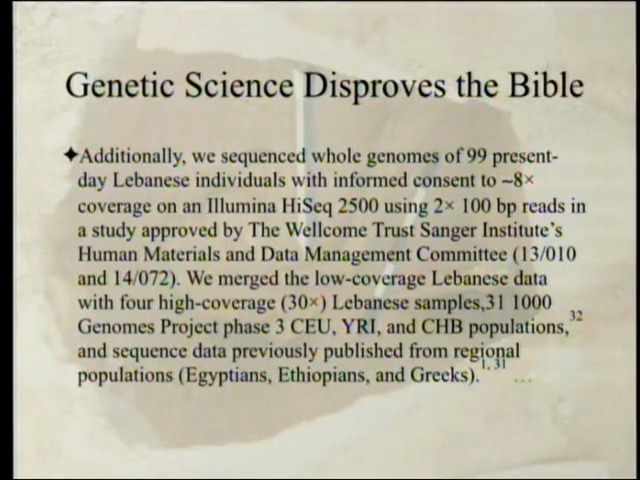 Genetic Science Disproves the Bible
✦Additionally, we sequenced whole genomes of 99 present-
day Lebanese individuals with informed consent to ~8×
coverage on an Illumina HiSeq 2500 using 2× 100 bp reads in
a study approved by The Wellcome Trust Sanger Institute's
Human Materials and Data Management Committee (13/010
and 14/072). We merged the low-coverage Lebanese data
with four high-coverage (30×) Lebanese samples,31 1000
Genomes Project phase 3 CEU, YRI, and CHB populations,32
and sequence data previously published from regional
populations (Egyptians, Ethiopians, and Greeks).1, 31 …